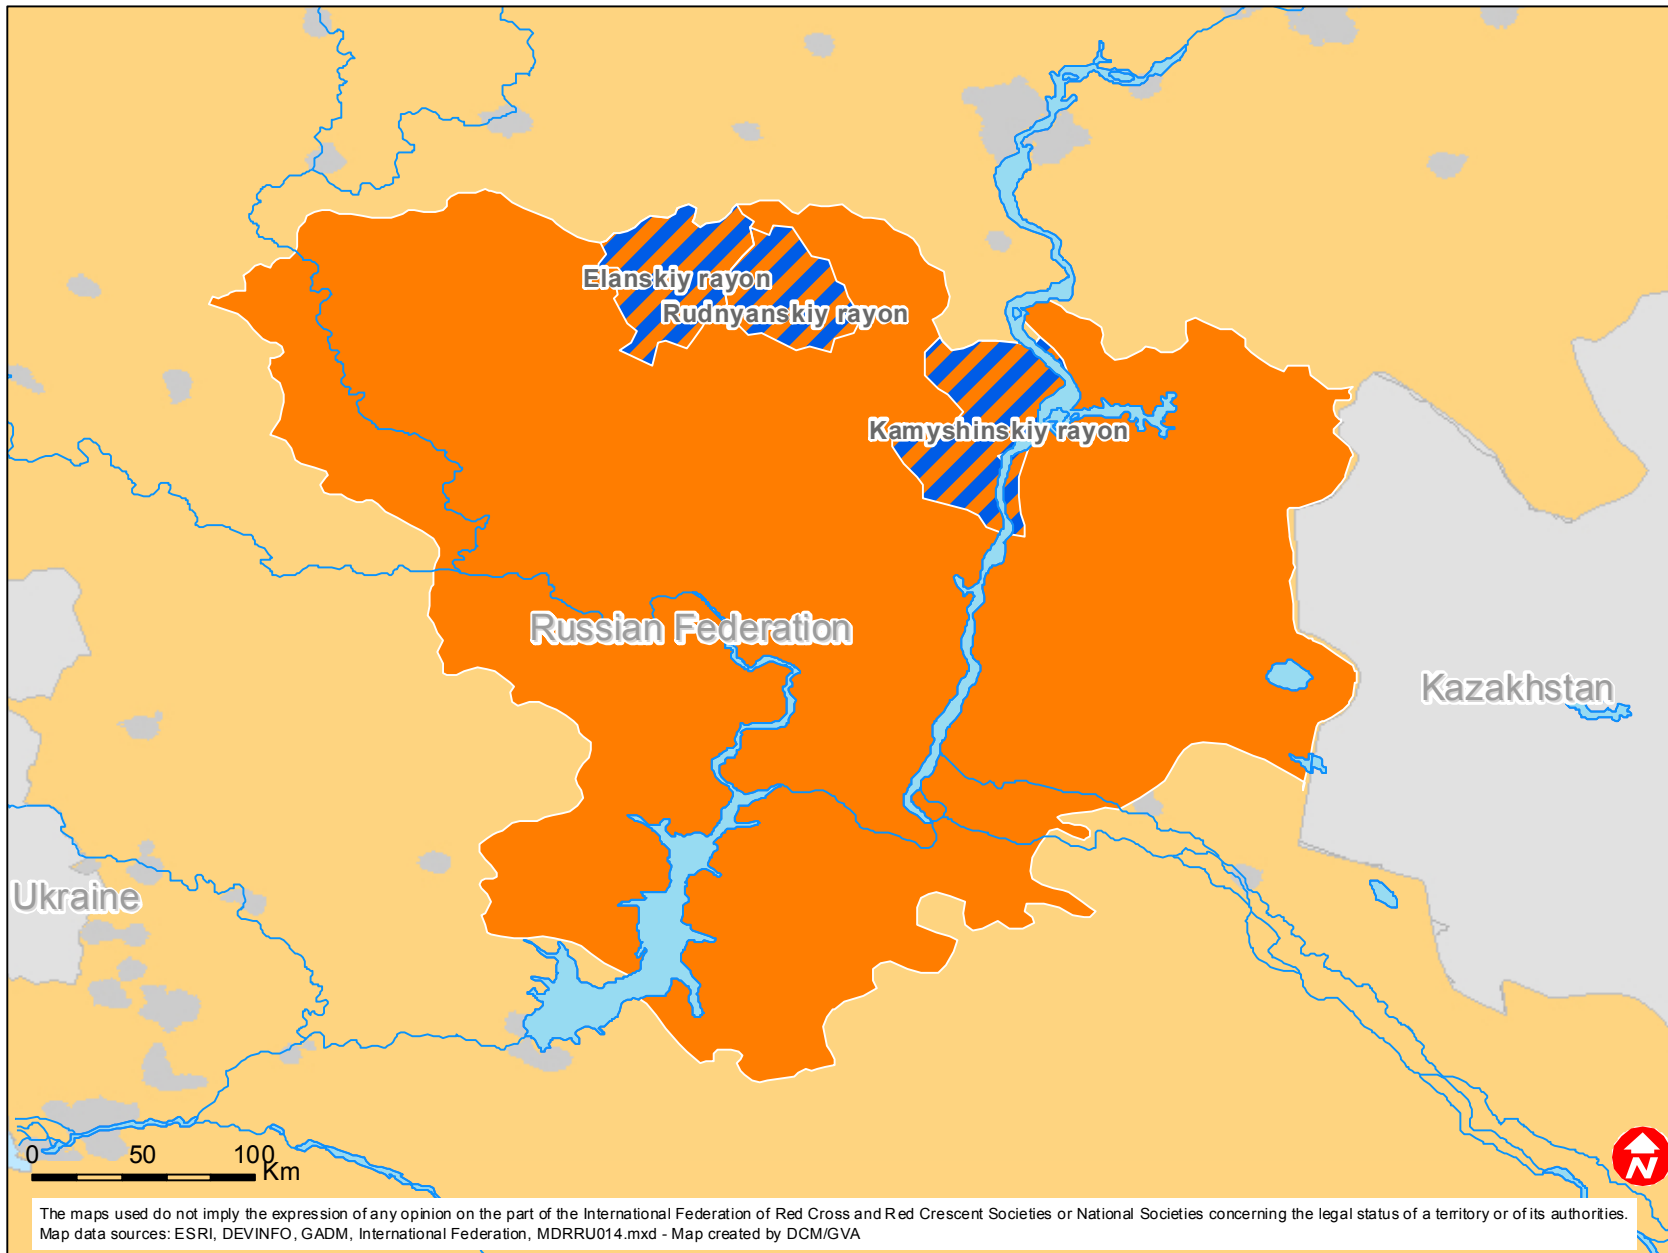 Elanskiy rayon
Rudnyanskiy rayon
Kamyshinskiy rayon
Russian Federation
Kazakhstan
Ukraine
0 50 100 Km
N
The maps used do not imply the expression of any opinion on the part of the International Federation of Red Cross and Red Crescent Societies or National Societies concerning the legal status of a territory or of its authorities.
Map data sources: ESRI, DEVINFO, GADM, International Federation, MDRRU014.mxd - Map created by DCM/GVA